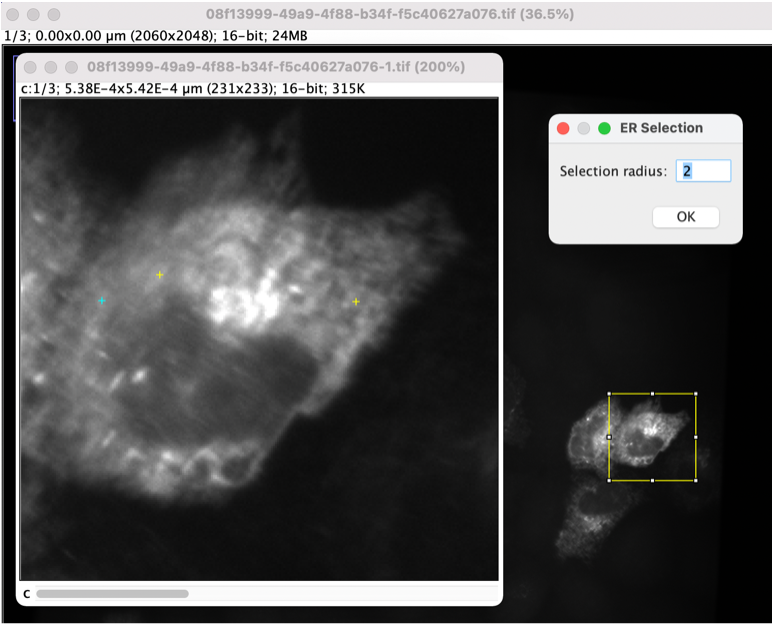 08f13999-49a9-4f88-b34f-f5c40627a076.tif (36.5%)
1/3; 0.00x0.00 µm (2060x2048); 16-bit; 24MB
08f13999-49a9-4f88-b34f-f5c40627a076-1.tif (200%)
c:1/3; 5.38E-4x5.42E-4 µm (231x233); 16-bit; 315K
ER Selection
Selection radius: 2
OK
c